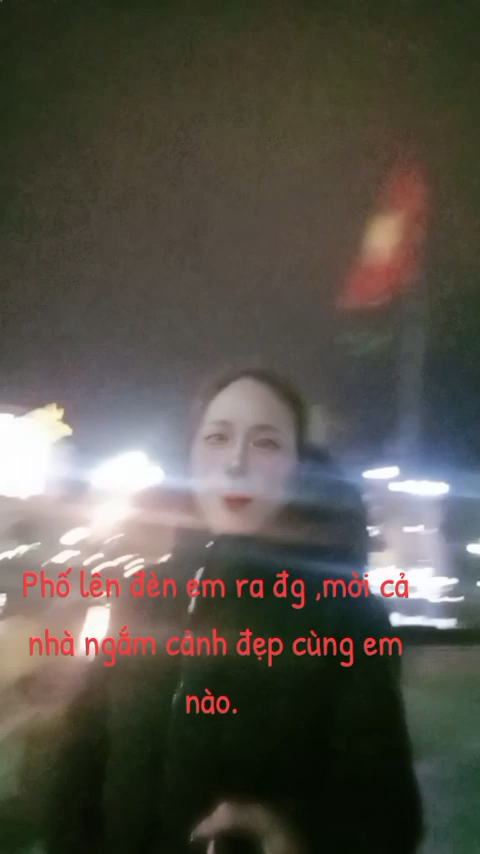 Phố lên đèn em ra đg ,mời cả
nhà ngắm cảnh đẹp cùng em
nào.